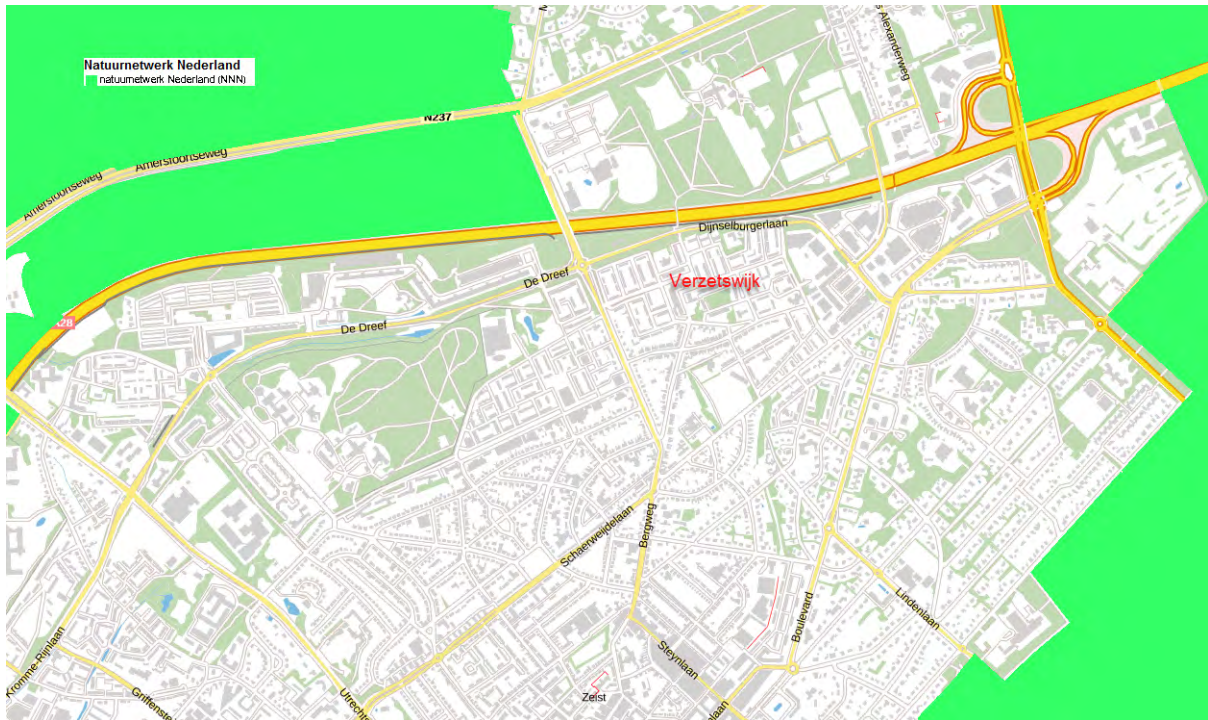 Natuurnetwerk Nederland
natuurnetwerk Nederland (NNN)
Alexanderweg
N237
Amersfoortseweg
Amersfoortseweg
Dijnselburgerlaan
De Dreef
Verzetswijk
De Dreef
A28
Schaerweijdelaan
Bergweg
Boulevard
Lindenlaan
Kromme-Rijnlaan
Steynlaan
Zeist